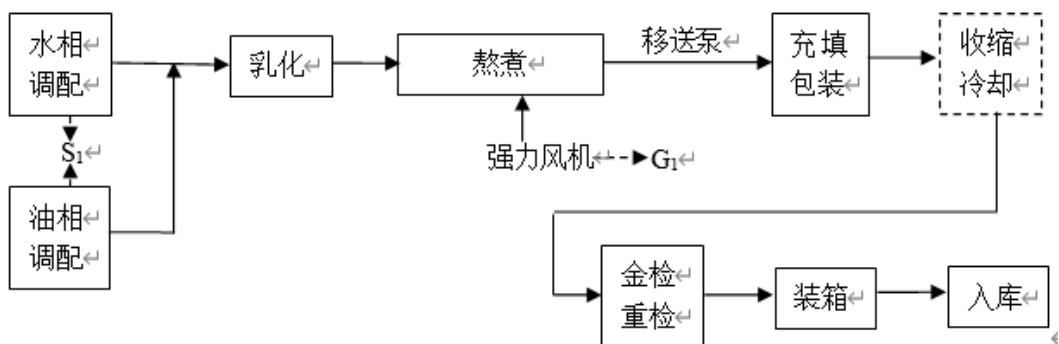 水相
调配
乳化
熬煮
移送泵
充填
包装
收缩
冷却
S₁
强力风机
G₁
油相
调配
金检
重检
装箱
入库